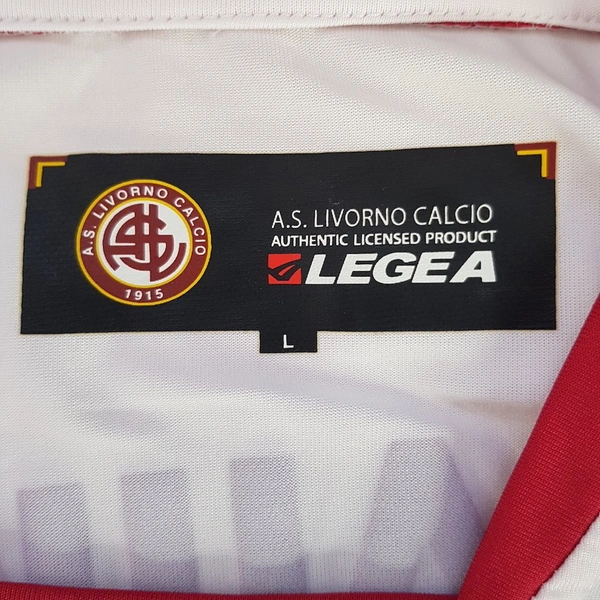 A.S. LIVORNO CALCIO
1915
A.S. LIVORNO CALCIO
AUTHENTIC LICENSED PRODUCT
LEGEA
L